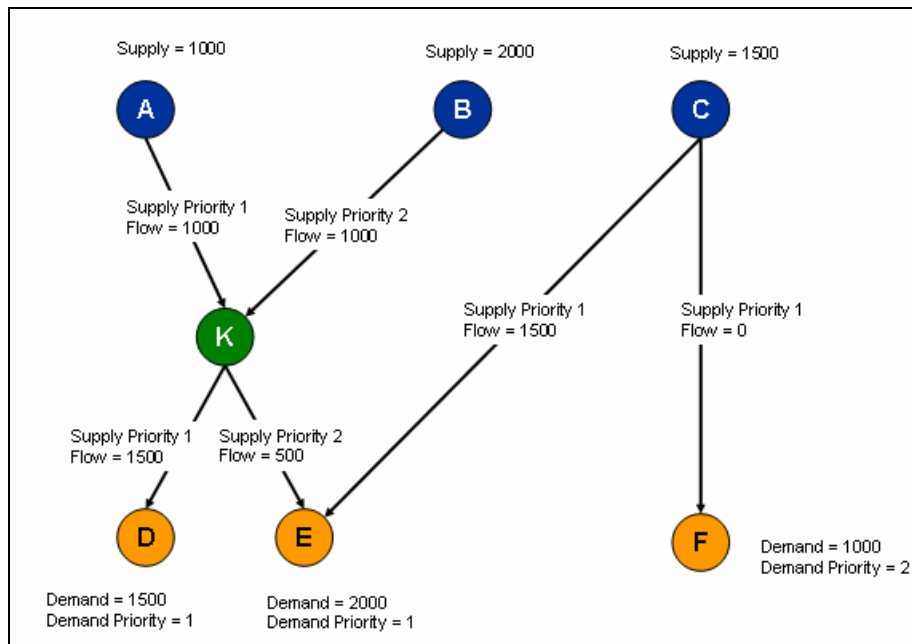 Supply = 1000
Supply = 2000
Supply = 1500
A
B
C
Supply Priority 1
Flow = 1000
Supply Priority 2
Flow = 1000
Supply Priority 1
Flow = 1500
Supply Priority 1
Flow = 0
K
Supply Priority 1
Flow = 1500
Supply Priority 2
Flow = 500
D
E
F
Demand = 1000
Demand Priority = 2
Demand = 1500
Demand Priority = 1
Demand = 2000
Demand Priority = 1